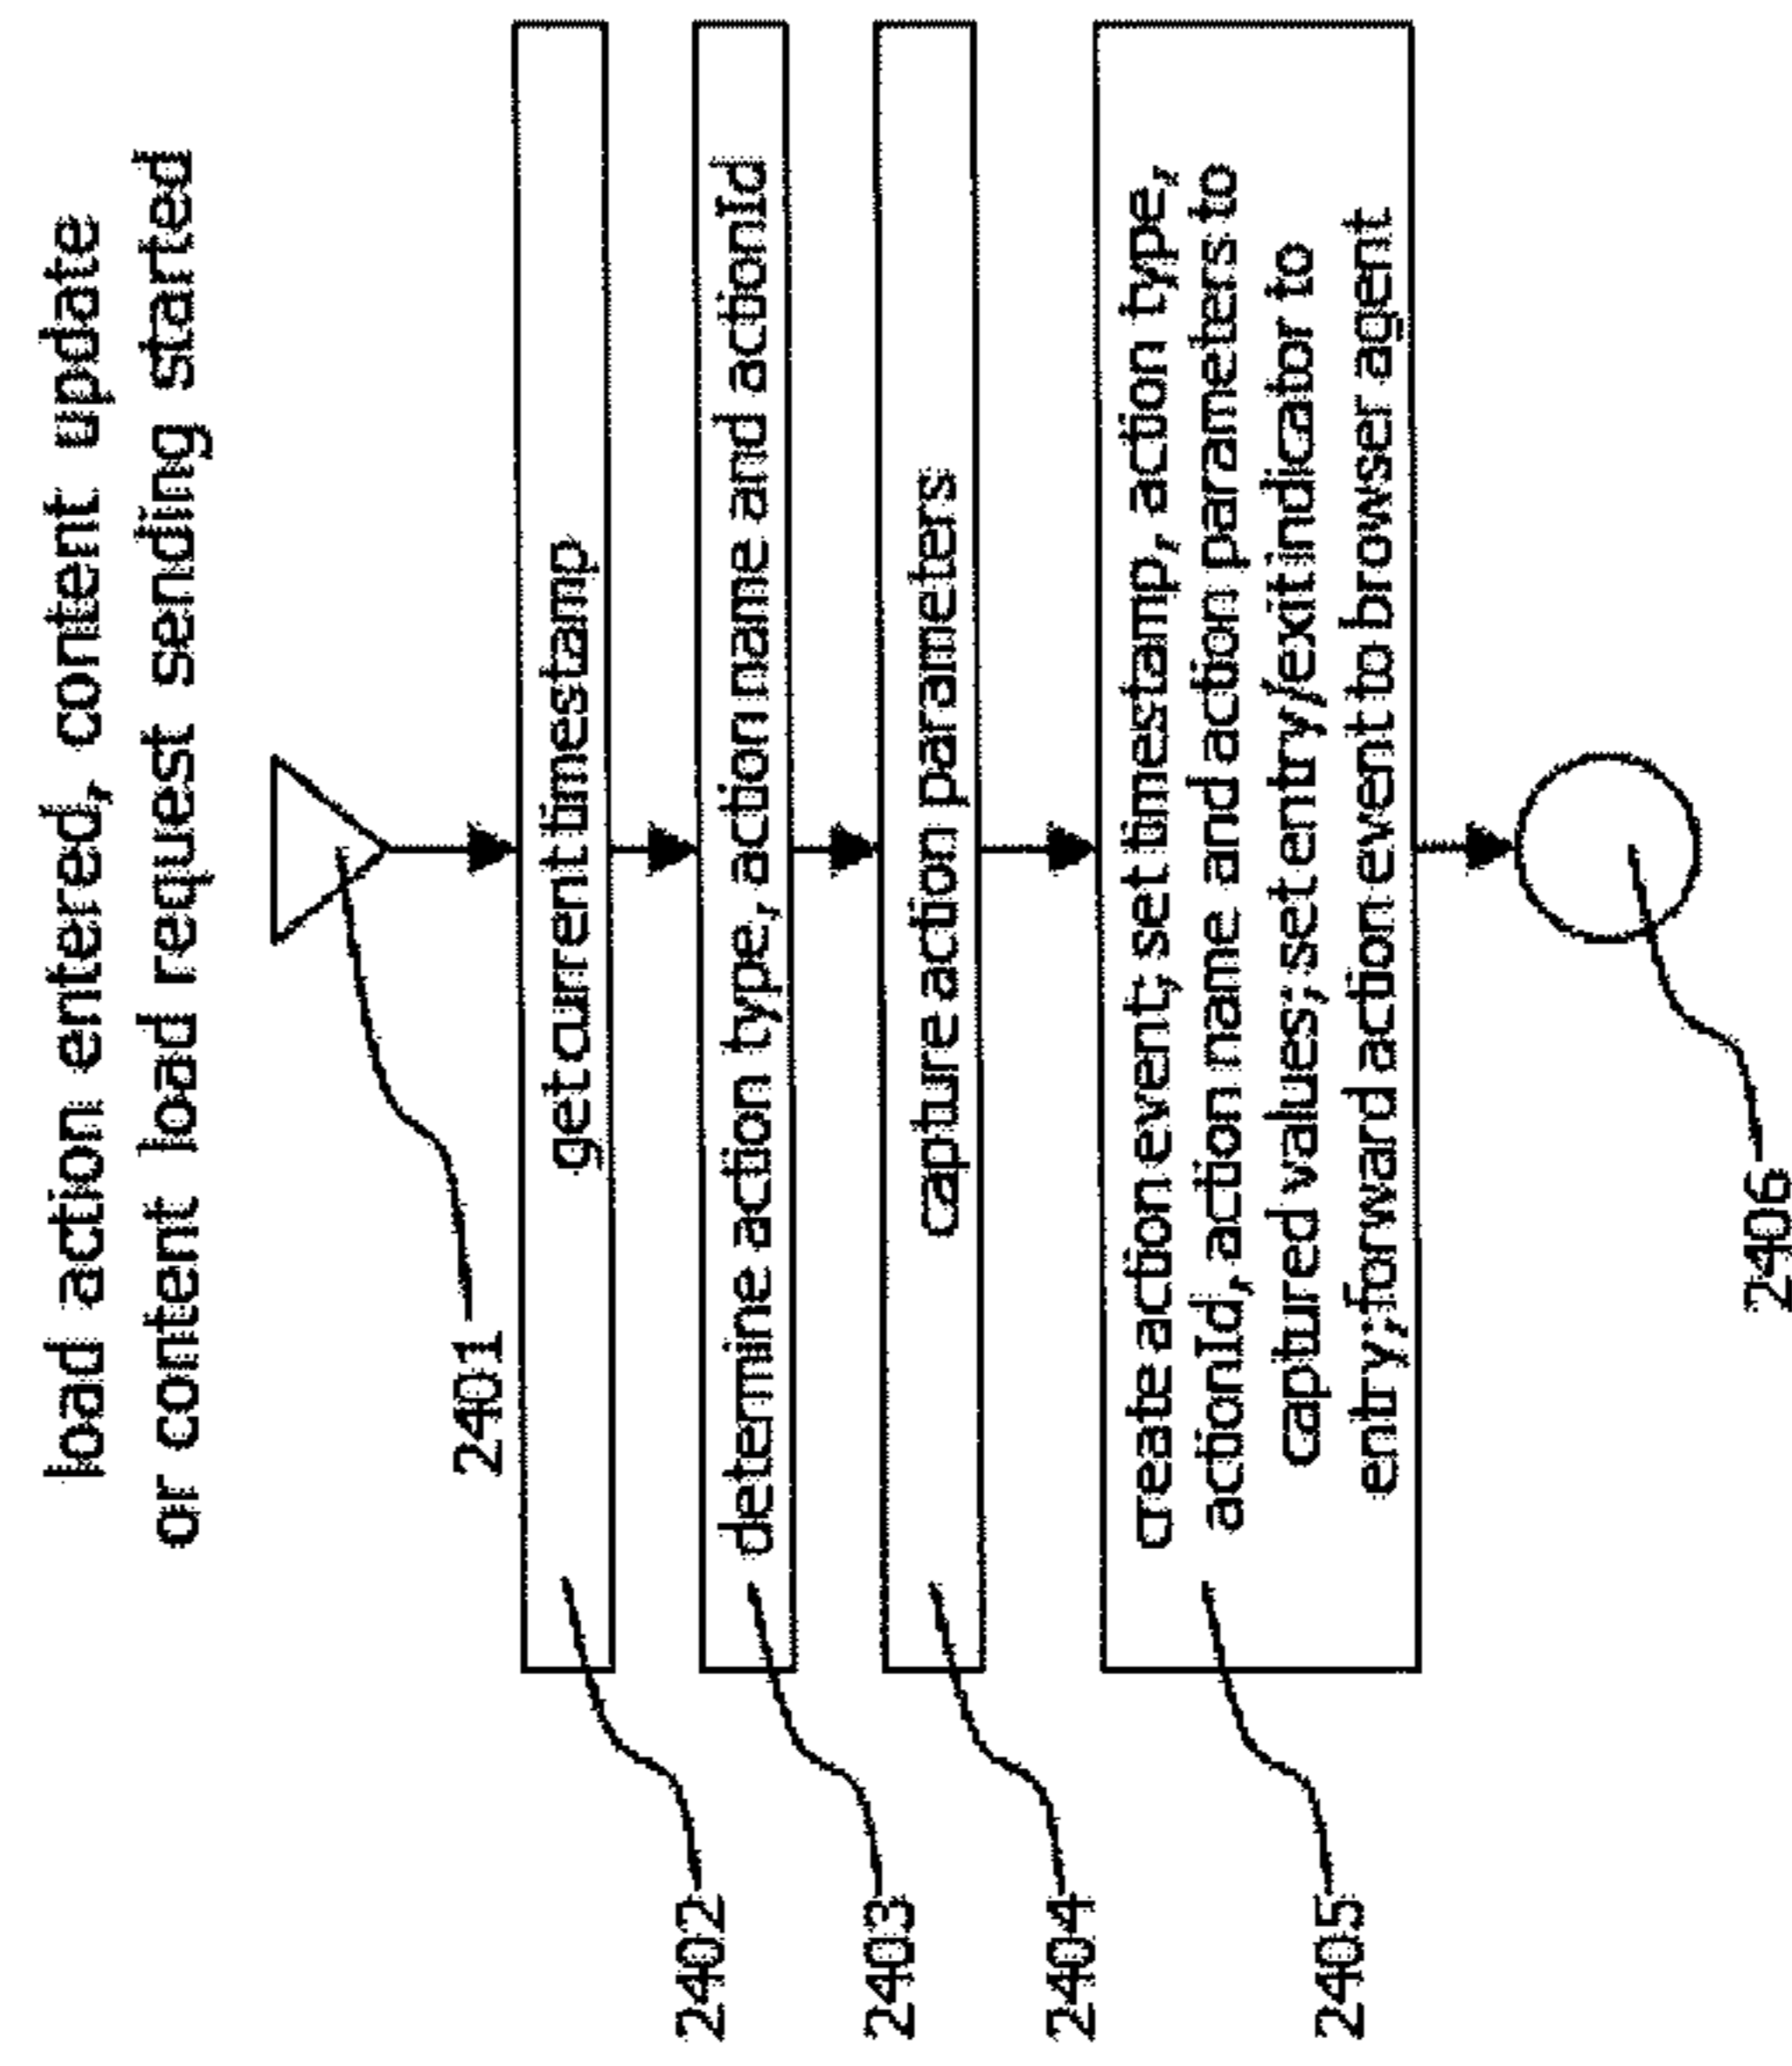 load action entered, content update
or content load request sending started
2401
get current timestamp
2402
determine action type, action name and actionId
2403
capture action parameters
2404
create action event; set timestamp, action type,
actionId, action name and action parameters to
captured values; set entry/exit indicator to
entry; forward action event to browser agent
2405
2406